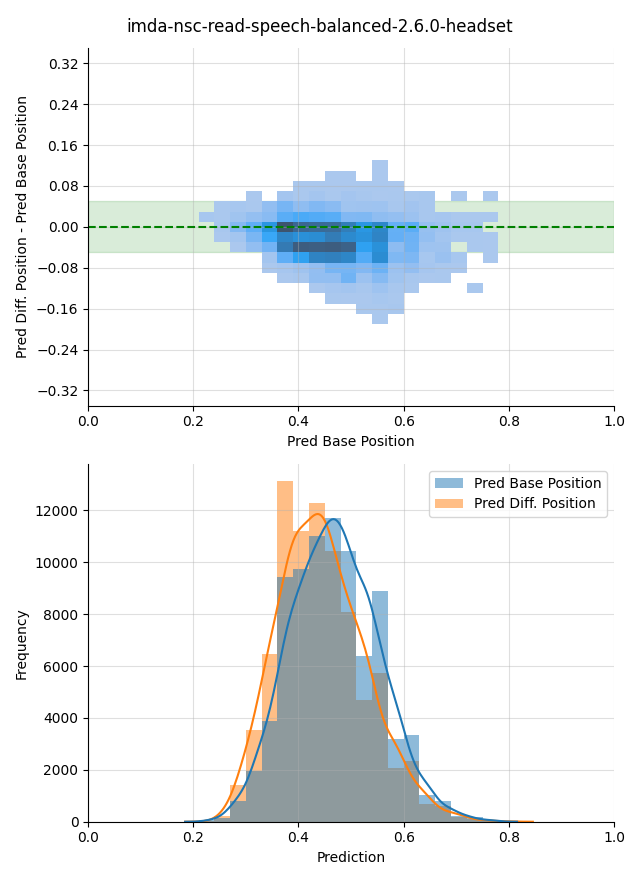 imda-nsc-read-speech-balanced-2.6.0-headset
Pred Diff. Position - Pred Base Position
0.32
0.24
0.16
0.08
0.00
−0.08
−0.16
−0.24
−0.32
0.0 0.2 0.4 0.6 0.8 1.0
Pred Base Position
Pred Base Position
Pred Diff. Position
Frequency
12000
10000
8000
6000
4000
2000
0
0.0 0.2 0.4 0.6 0.8 1.0
Prediction